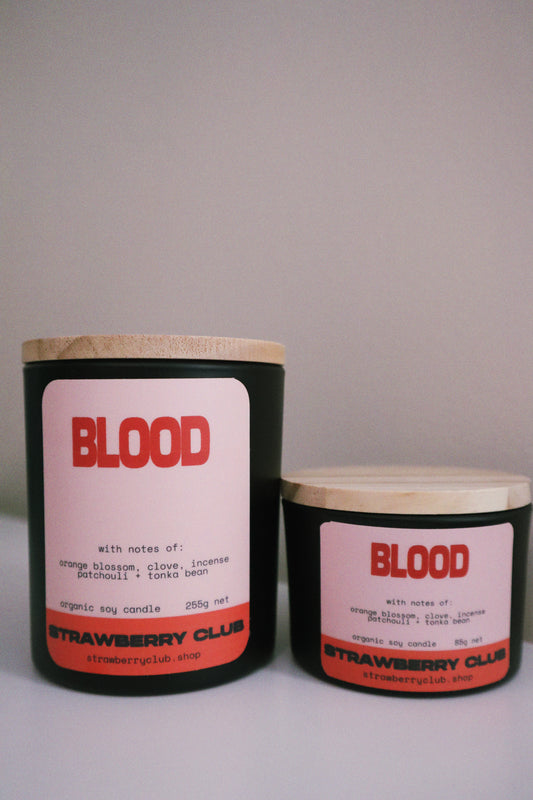 BLOOD
with notes of:
orange blossom, clove, incense
patchouli + tonka bean
organic soy candle 255g net
STRAWBERRY CLUB
strawberryclub.shop
BLOOD
with notes of:
orange blossom, clove, incense
patchouli + tonka bean
organic soy candle 85g net
STRAWBERRY CLUB
strawberryclub.shop